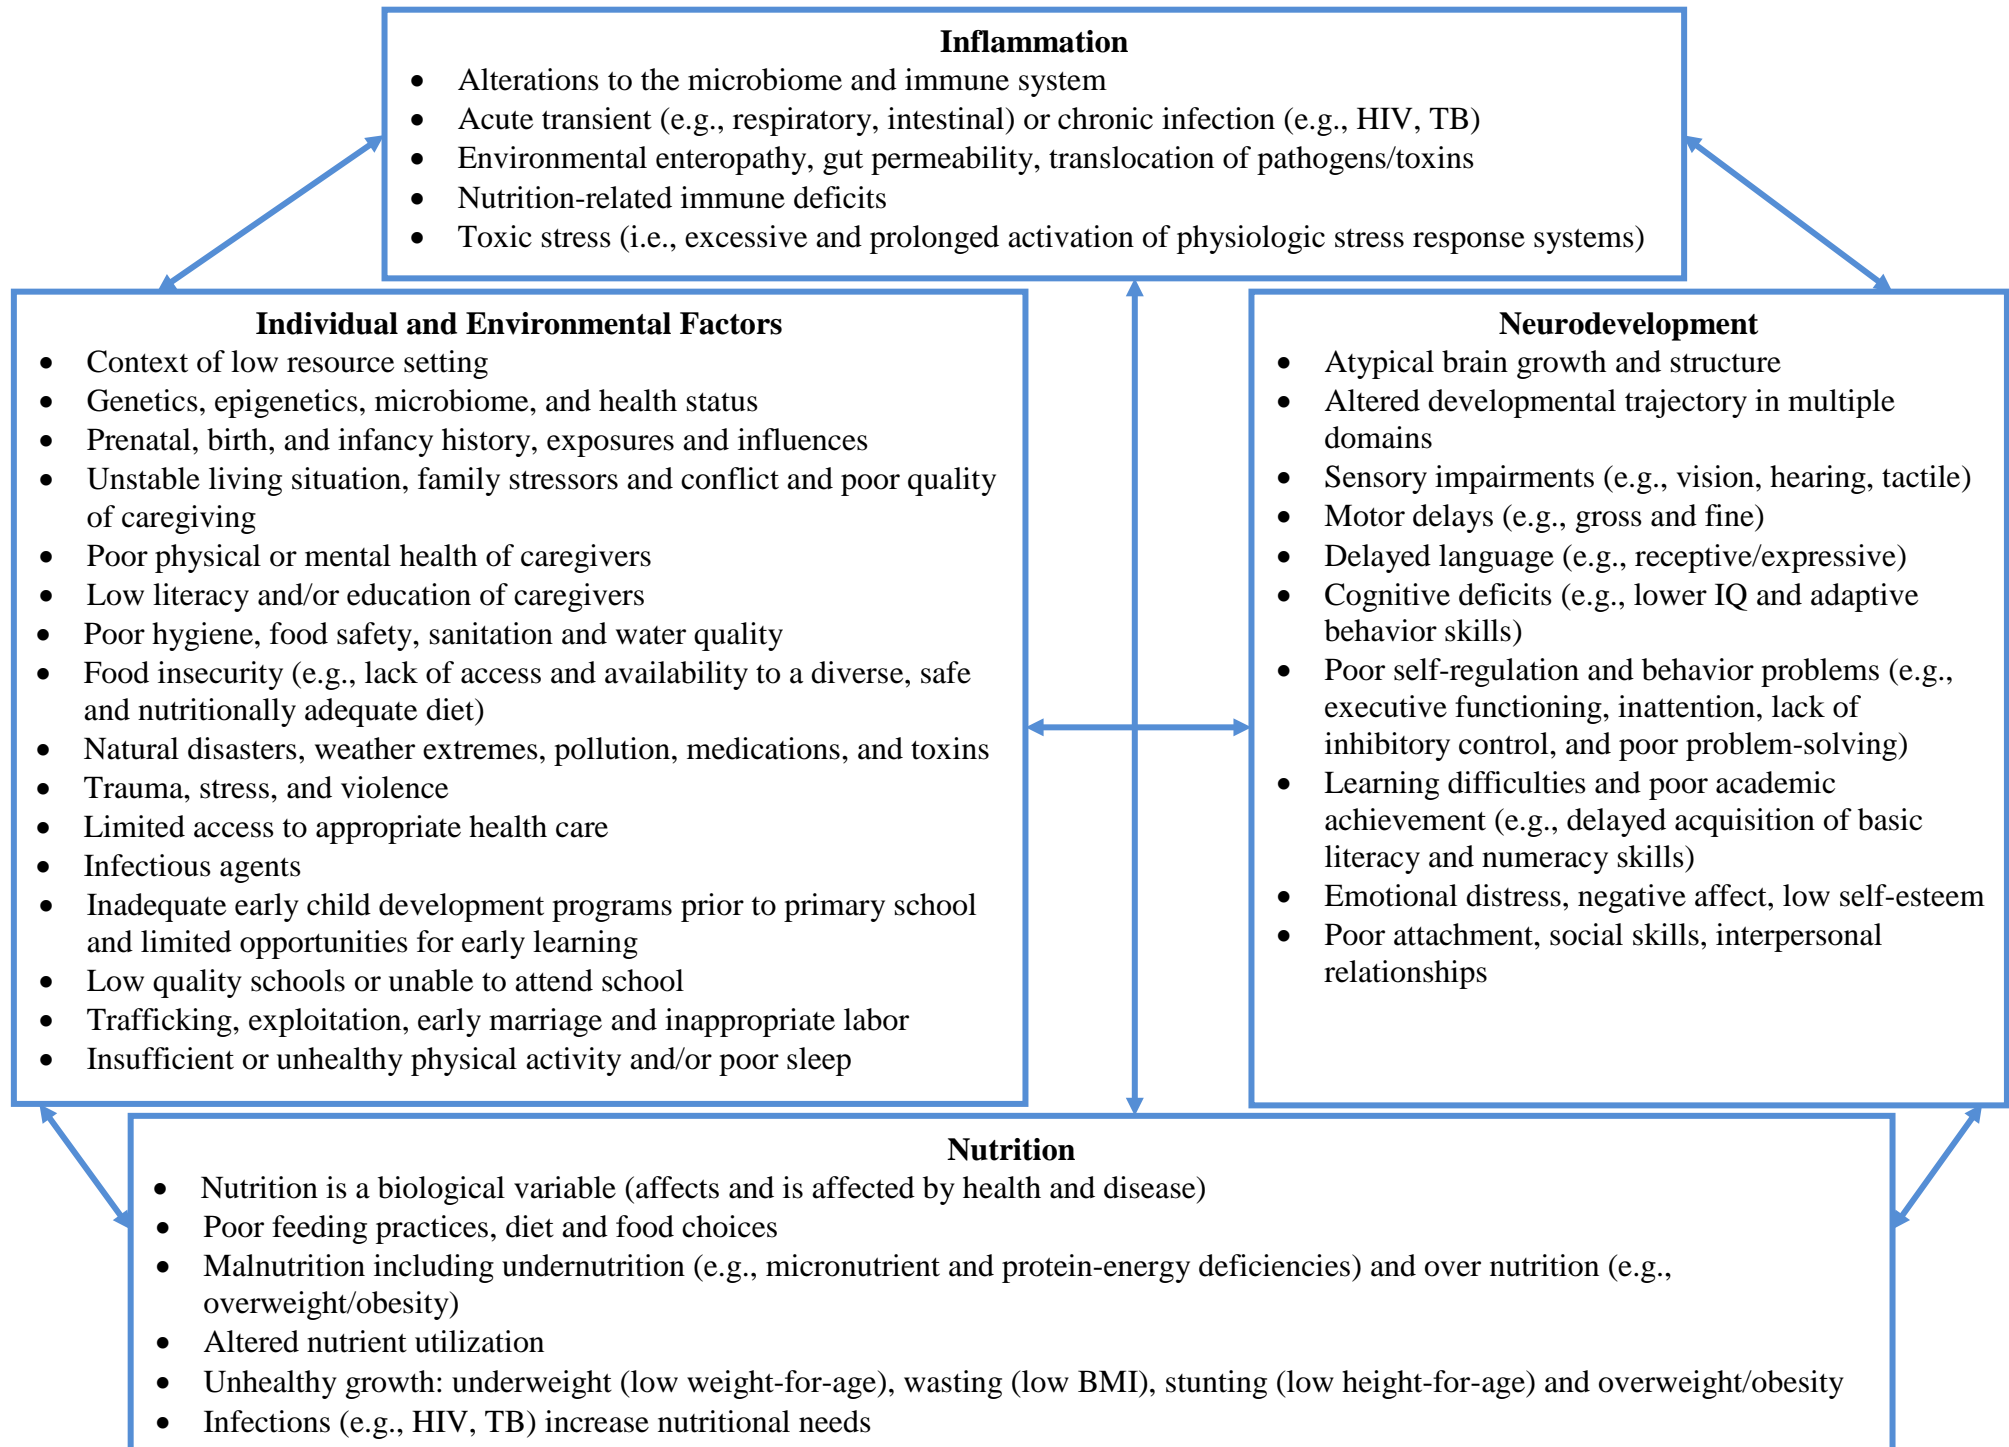 Inflammation
• Alterations to the microbiome and immune system
• Acute transient (e.g., respiratory, intestinal) or chronic infection (e.g., HIV, TB)
• Environmental enteropathy, gut permeability, translocation of pathogens/toxins
• Nutrition-related immune deficits
• Toxic stress (i.e., excessive and prolonged activation of physiologic stress response systems)
Individual and Environmental Factors
• Context of low resource setting
• Genetics, epigenetics, microbiome, and health status
• Prenatal, birth, and infancy history, exposures and influences
• Unstable living situation, family stressors and conflict and poor quality
of caregiving
• Poor physical or mental health of caregivers
• Low literacy and/or education of caregivers
• Poor hygiene, food safety, sanitation and water quality
• Food insecurity (e.g., lack of access and availability to a diverse, safe
and nutritionally adequate diet)
• Natural disasters, weather extremes, pollution, medications, and toxins
• Trauma, stress, and violence
• Limited access to appropriate health care
• Infectious agents
• Inadequate early child development programs prior to primary school
and limited opportunities for early learning
• Low quality schools or unable to attend school
• Trafficking, exploitation, early marriage and inappropriate labor
• Insufficient or unhealthy physical activity and/or poor sleep
Neurodevelopment
• Atypical brain growth and structure
• Altered developmental trajectory in multiple
domains
• Sensory impairments (e.g., vision, hearing, tactile)
• Motor delays (e.g., gross and fine)
• Delayed language (e.g., receptive/expressive)
• Cognitive deficits (e.g., lower IQ and adaptive
behavior skills)
• Poor self-regulation and behavior problems (e.g.,
executive functioning, inattention, lack of
inhibitory control, and poor problem-solving)
• Learning difficulties and poor academic
achievement (e.g., delayed acquisition of basic
literacy and numeracy skills)
• Emotional distress, negative affect, low self-esteem
• Poor attachment, social skills, interpersonal
relationships
Nutrition
• Nutrition is a biological variable (affects and is affected by health and disease)
• Poor feeding practices, diet and food choices
• Malnutrition including undernutrition (e.g., micronutrient and protein-energy deficiencies) and over nutrition (e.g.,
overweight/obesity)
• Altered nutrient utilization
• Unhealthy growth: underweight (low weight-for-age), wasting (low BMI), stunting (low height-for-age) and overweight/obesity
• Infections (e.g., HIV, TB) increase nutritional needs